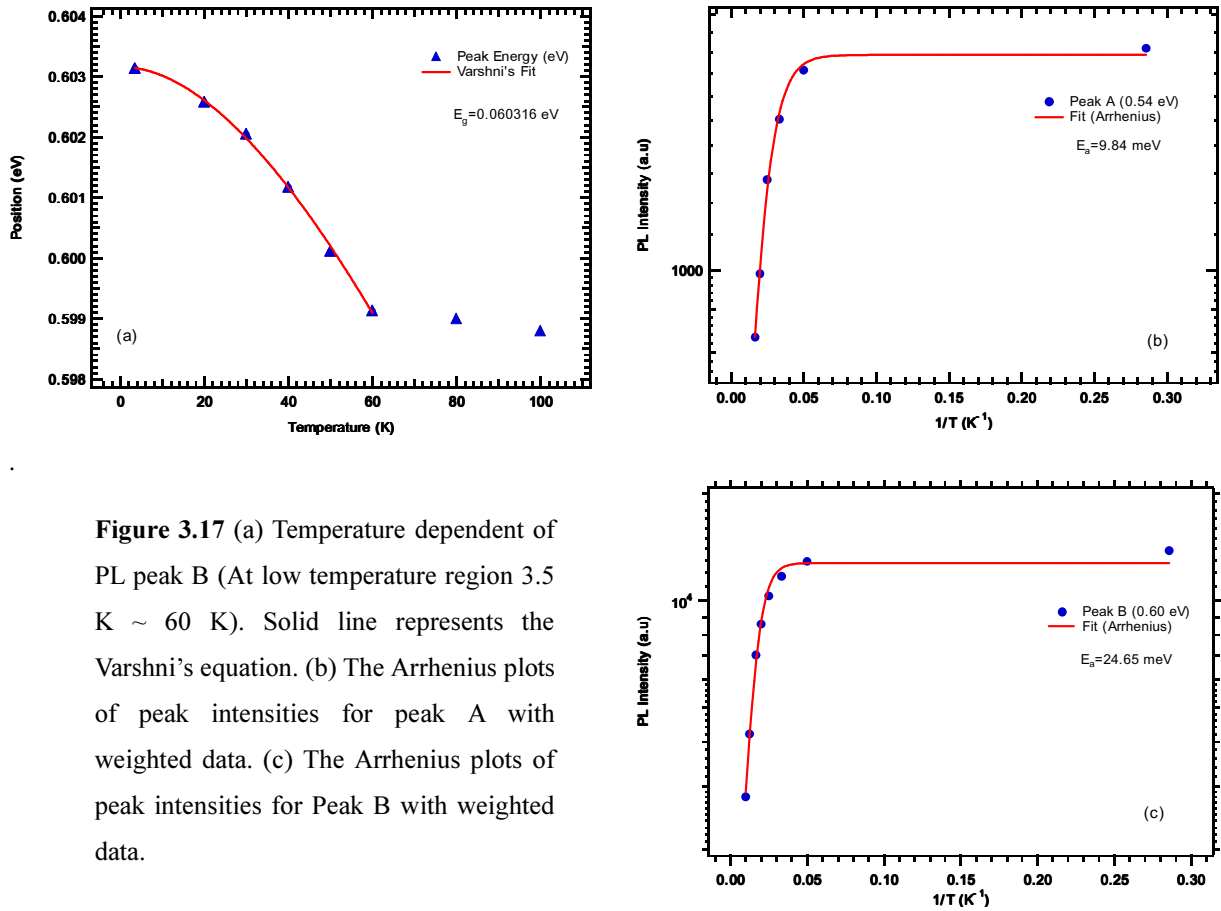 0.604
0.603
0.602
0.601
0.600
0.599
0.598
Position (eV)
Peak Energy (eV)
Varshni's Fit
E_g=0.060316 eV
(a)
0 20 40 60 80 100
Temperature (K)
PL Intensity (a.u)
1000
Peak A (0.54 eV)
Fit (Arrhenius)
E_a=9.84 meV
(b)
0.00 0.05 0.10 0.15 0.20 0.25 0.30
1/T (K⁻¹)
.
Figure 3.17 (a) Temperature dependent of
PL peak B (At low temperature region 3.5
K ~ 60 K). Solid line represents the
Varshni's equation. (b) The Arrhenius plots
of peak intensities for peak A with
weighted data. (c) The Arrhenius plots of
peak intensities for Peak B with weighted
data.
PL Intensity (a.u)
10⁴
Peak B (0.60 eV)
Fit (Arrhenius)
E_a=24.65 meV
(c)
0.00 0.05 0.10 0.15 0.20 0.25 0.30
1/T (K⁻¹)